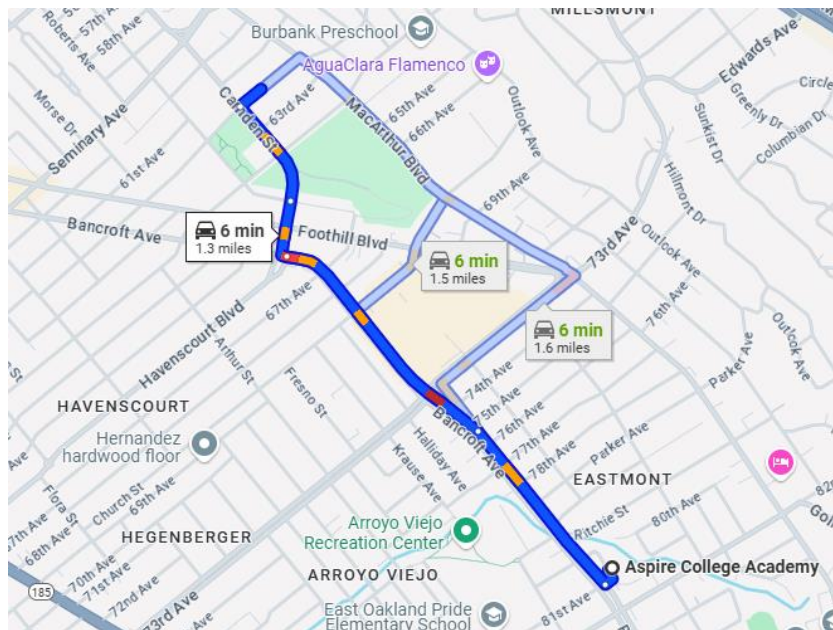 MILLSMONT
57th Ave
58th Ave
Roberts Ave
Burbank Preschool
AguaClara Flamenco
Edwards Ave
Circle
Greenly Dr
Columbian Dr
Sunkist Dr
Morse Dr
Seminary Ave
Camden St
63rd Ave
MacArthur Blvd
65th Ave
66th Ave
Outlook Ave
61st Ave
69th Ave
Hillmont Dr
Bancroft Ave
6 min
1.3 miles
Foothill Blvd
6 min
1.5 miles
73rd Ave
Outlook Ave
76th Ave
67th Ave
Havenscourt Blvd
Arthur St
6 min
1.6 miles
Outlook Ave
Parker Ave
Fresno St
74th Ave
75th Ave
76th Ave
77th Ave
78th Ave
HAVENSCOURT
Bancroft Ave
Halliday Ave
Krause Ave
Parker Ave
Hernandez
hardwood floor
EASTMONT
82n
Flora St
Church St
69th Ave
Ritchie St
80th Ave
Gol
HEGENBERGER
67th Ave
68th Ave
Arroyo Viejo
Recreation Center
70th Ave
71st Ave
72nd Ave
73rd Ave
185
ARROYO VIEJO
Aspire College Academy
81st Ave
East Oakland Pride
Elementary School